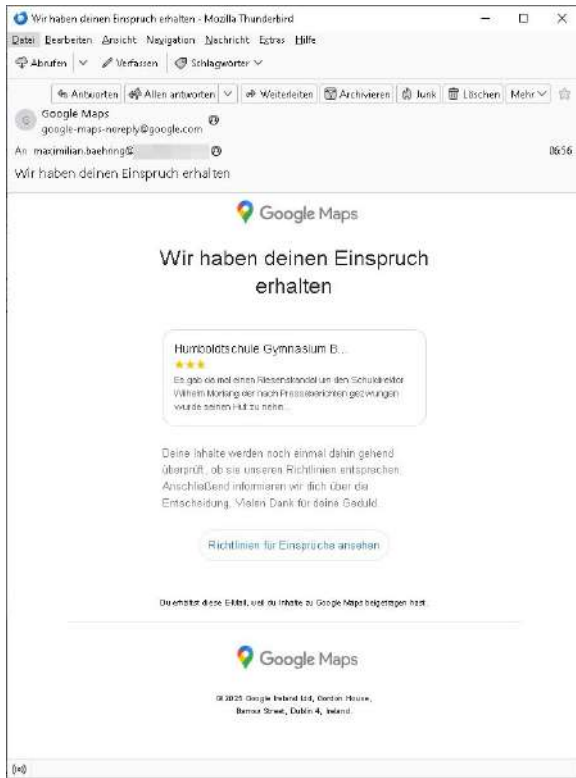 Wir haben deinen Einspruch erhalten - Mozilla Thunderbird
Datei Bearbeiten Ansicht Navigation Nachricht Extras Hilfe
Abrufen Verfassen Schlagwörter
Antworten Allen antworten Weiterleiten Archivieren Junk Löschen Mehr
G Google Maps
google-maps-noreply@google.com
An maximilian.baehring@
06:56
Wir haben deinen Einspruch erhalten
Google Maps
Wir haben deinen Einspruch
erhalten
Humboldtschule Gymnasium B...
Es gab da mal einen Riesenskandal um den Schuldirektor
Wilhelm Morlang der nach Presseberichten gezwungen
wurde seinen Hut zu nehm...
Deine Inhalte werden noch einmal dahin gehend
überprüft, ob sie unseren Richtlinien entsprechen.
Anschließend informieren wir dich über die
Entscheidung. Vielen Dank für deine Geduld.
Richtlinien für Einsprüche ansehen
Du erhältst diese E-Mail, weil du Inhalte zu Google Maps beigetragen hast.
Google Maps
© 2025 Google Ireland Ltd, Gordon House,
Barrow Street, Dublin 4, Ireland.